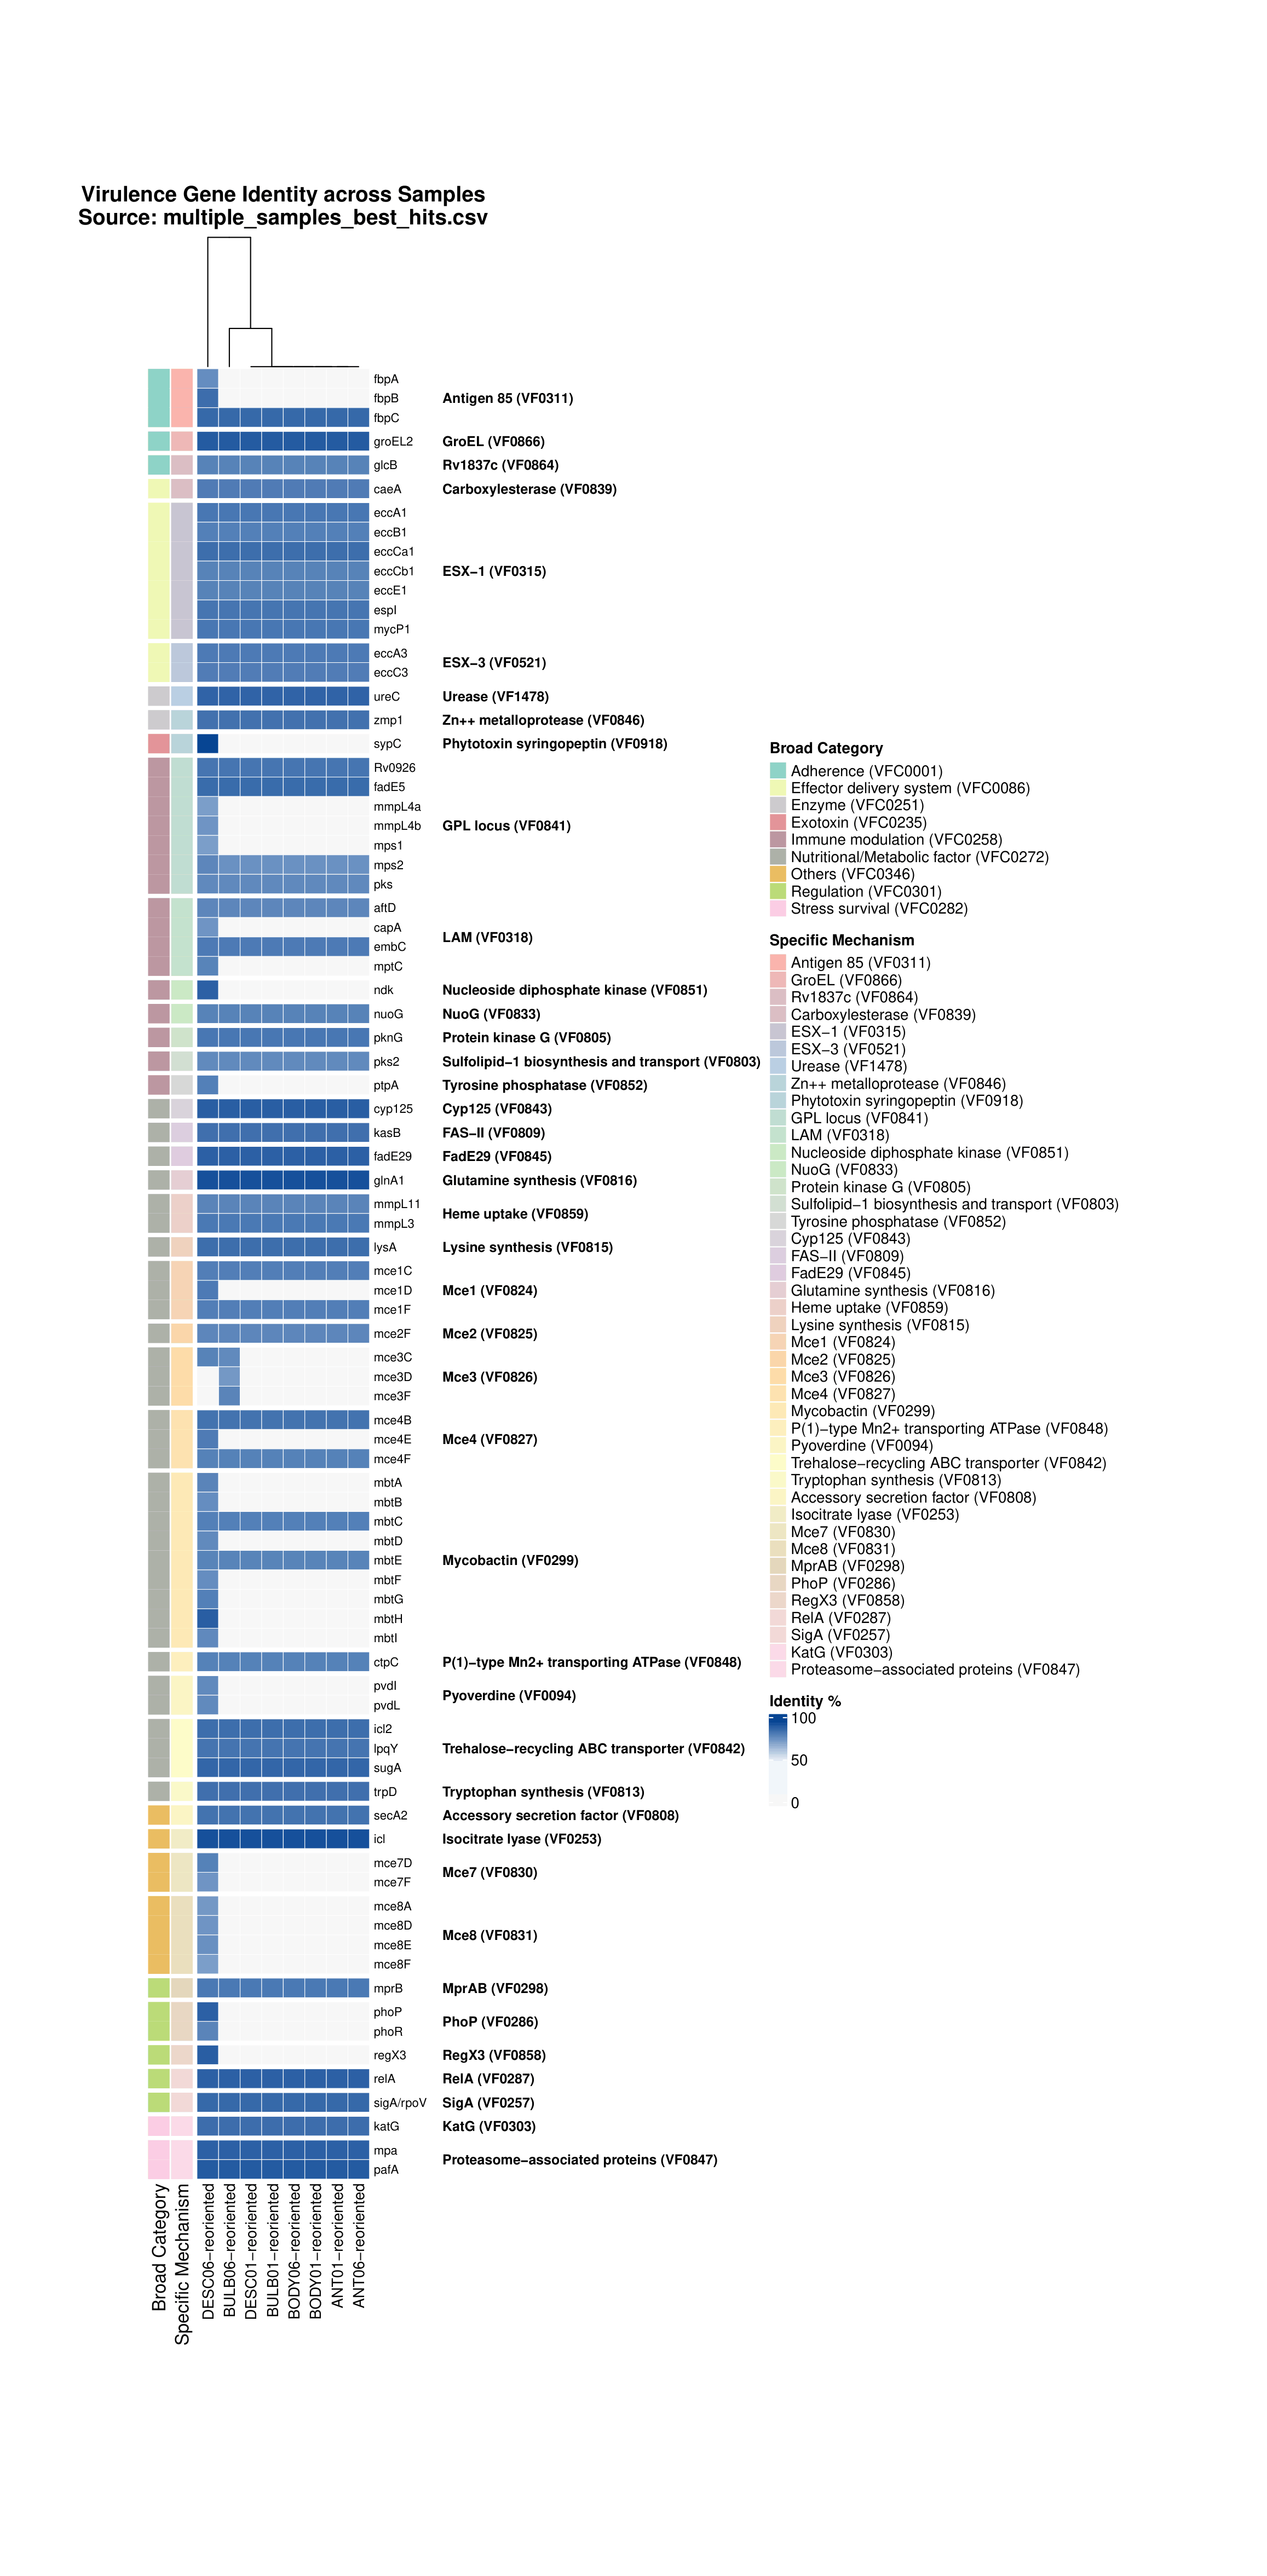 Virulence Gene Identity across Samples
Source: multiple_samples_best_hits.csv
fbpA
fbpB
Antigen 85 (VF0311)
fbpC
groEL2
GroEL (VF0866)
glcB
Rv1837c (VF0864)
caeA
Carboxylesterase (VF0839)
eccA1
eccB1
eccCa1
eccCb1
ESX−1 (VF0315)
eccE1
espI
mycP1
eccA3
ESX−3 (VF0521)
eccC3
ureC
Urease (VF1478)
zmp1
Zn++ metalloprotease (VF0846)
sypC
Phytotoxin syringopeptin (VF0918)
Rv0926
fadE5
mmpL4a
mmpL4b
GPL locus (VF0841)
mps1
mps2
pks
aftD
capA
LAM (VF0318)
embC
mptC
ndk
Nucleoside diphosphate kinase (VF0851)
nuoG
NuoG (VF0833)
pknG
Protein kinase G (VF0805)
pks2
Sulfolipid−1 biosynthesis and transport (VF0803)
ptpA
Tyrosine phosphatase (VF0852)
cyp125
Cyp125 (VF0843)
kasB
FAS−II (VF0809)
fadE29
FadE29 (VF0845)
glnA1
Glutamine synthesis (VF0816)
mmpL11
Heme uptake (VF0859)
mmpL3
lysA
Lysine synthesis (VF0815)
mce1C
mce1D
Mce1 (VF0824)
mce1F
mce2F
Mce2 (VF0825)
mce3C
mce3D
Mce3 (VF0826)
mce3F
mce4B
mce4E
Mce4 (VF0827)
mce4F
mbtA
mbtB
mbtC
mbtD
mbtE
Mycobactin (VF0299)
mbtF
mbtG
mbtH
mbtI
ctpC
P(1)−type Mn2+ transporting ATPase (VF0848)
pvdI
Pyoverdine (VF0094)
pvdL
icl2
lpqY
Trehalose−recycling ABC transporter (VF0842)
sugA
trpD
Tryptophan synthesis (VF0813)
secA2
Accessory secretion factor (VF0808)
icl
Isocitrate lyase (VF0253)
mce7D
Mce7 (VF0830)
mce7F
mce8A
mce8D
Mce8 (VF0831)
mce8E
mce8F
mprB
MprAB (VF0298)
phoP
PhoP (VF0286)
phoR
regX3
RegX3 (VF0858)
relA
RelA (VF0287)
sigA/rpoV
SigA (VF0257)
katG
KatG (VF0303)
mpa
Proteasome−associated proteins (VF0847)
pafA
Broad Category
Specific Mechanism
DESC06−reoriented
BULB06−reoriented
DESC01−reoriented
BULB01−reoriented
BODY06−reoriented
BODY01−reoriented
ANT01−reoriented
ANT06−reoriented
Broad Category
Adherence (VFC0001)
Effector delivery system (VFC0086)
Enzyme (VFC0251)
Exotoxin (VFC0235)
Immune modulation (VFC0258)
Nutritional/Metabolic factor (VFC0272)
Others (VFC0346)
Regulation (VFC0301)
Stress survival (VFC0282)
Specific Mechanism
Antigen 85 (VF0311)
GroEL (VF0866)
Rv1837c (VF0864)
Carboxylesterase (VF0839)
ESX−1 (VF0315)
ESX−3 (VF0521)
Urease (VF1478)
Zn++ metalloprotease (VF0846)
Phytotoxin syringopeptin (VF0918)
GPL locus (VF0841)
LAM (VF0318)
Nucleoside diphosphate kinase (VF0851)
NuoG (VF0833)
Protein kinase G (VF0805)
Sulfolipid−1 biosynthesis and transport (VF0803)
Tyrosine phosphatase (VF0852)
Cyp125 (VF0843)
FAS−II (VF0809)
FadE29 (VF0845)
Glutamine synthesis (VF0816)
Heme uptake (VF0859)
Lysine synthesis (VF0815)
Mce1 (VF0824)
Mce2 (VF0825)
Mce3 (VF0826)
Mce4 (VF0827)
Mycobactin (VF0299)
P(1)−type Mn2+ transporting ATPase (VF0848)
Pyoverdine (VF0094)
Trehalose−recycling ABC transporter (VF0842)
Tryptophan synthesis (VF0813)
Accessory secretion factor (VF0808)
Isocitrate lyase (VF0253)
Mce7 (VF0830)
Mce8 (VF0831)
MprAB (VF0298)
PhoP (VF0286)
RegX3 (VF0858)
RelA (VF0287)
SigA (VF0257)
KatG (VF0303)
Proteasome−associated proteins (VF0847)
Identity %
100
50
0